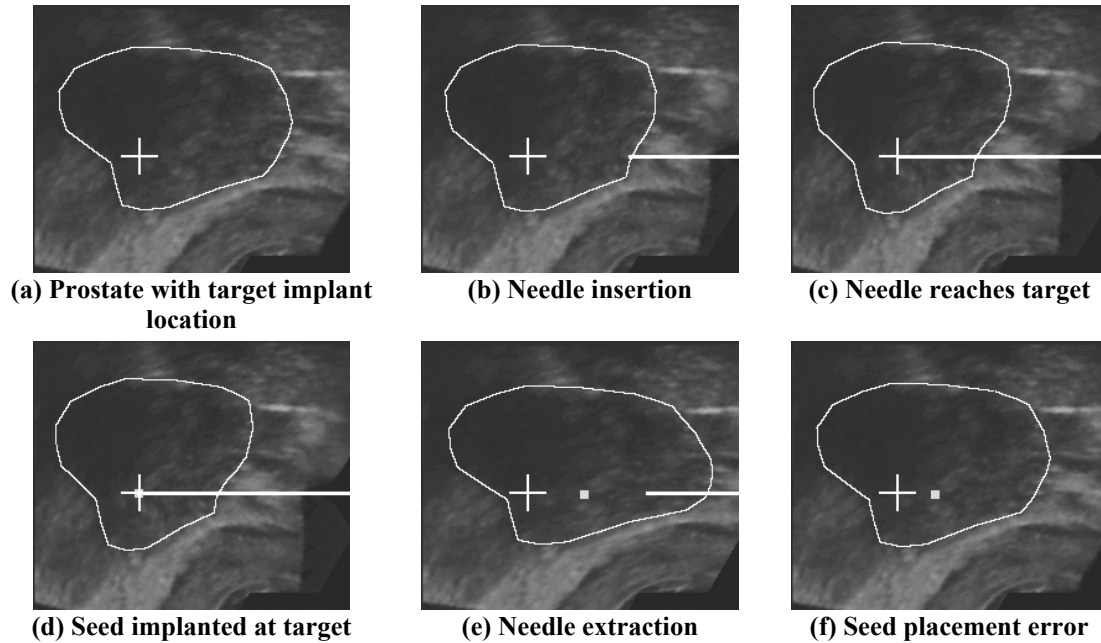 (a) Prostate with target implant
location
(b) Needle insertion
(c) Needle reaches target
(d) Seed implanted at target
(e) Needle extraction
(f) Seed placement error